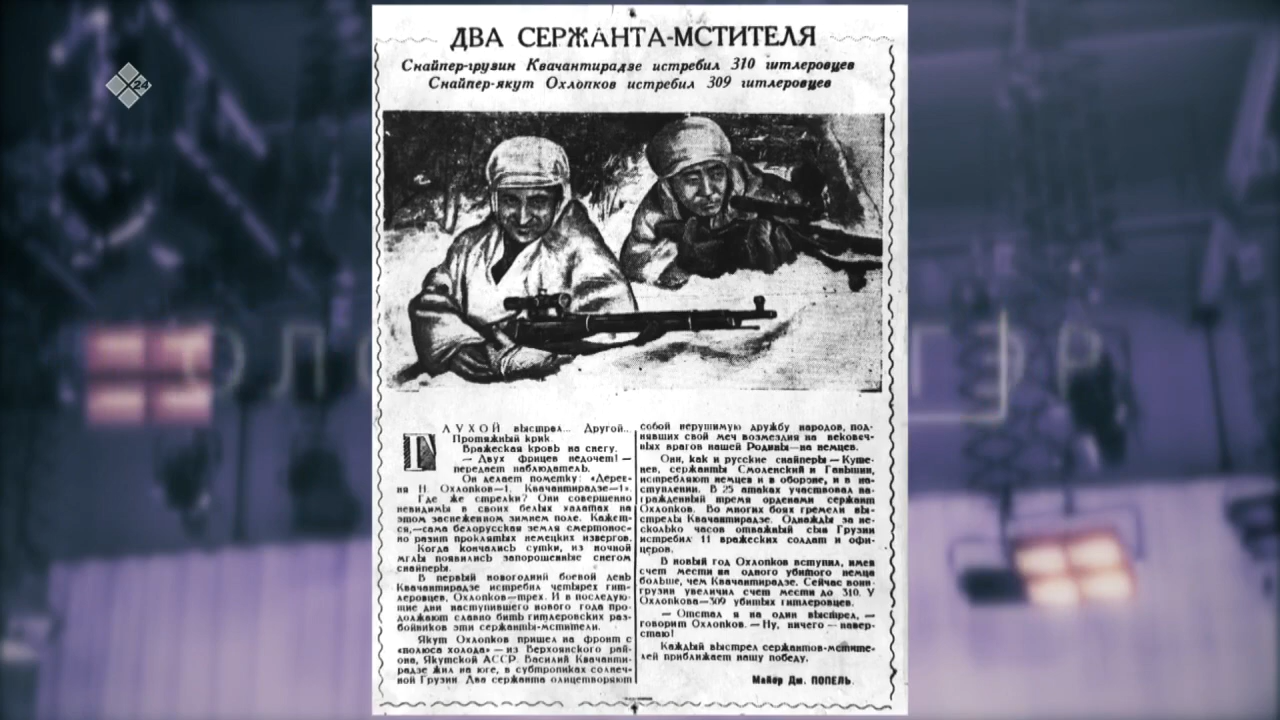 ДВА СЕРЖАНТА-МСТИТЕЛЯ
Снайпер-грузин Квачантирадзе истребил 310 гитлеровцев
Снайпер-якут Охлопков истребил 309 гитлеровцев
24
ГЛУХОЙ выстрел... Другой..
Протяжный крик.
Вражеская кровь на снегу.
— Двух фрицев недочет! —
передает наблюдатель.
Он делает пометку: «Дерев-
ня Н. Охлопков—1, Квачантирадзе—1».
Где же стрелки? Они совершенно
невидимы в своих белых халатах на
этом заснеженном зимнем поле. Кажет-
ся,—сама белорусская земля смертонос-
но разит проклятых немецких извергов.
Когда кончались сутки, из ночной
мглы появились запорошенные снегом
снайперы.
В первый новогодний боевой день
Квачантирадзе истребил четырех гит-
леровцев, Охлопков—трех. И в последую-
щие дни наступившего нового года про-
должают славно бить гитлеровских раз-
бойников эти сержанты-мстители.
Якут Охлопков пришел на фронт с
«полюса холода» — из Верхоянского рай-
она, Якутской АССР. Василий Квачанти-
радзе жил на юге, в субтропиках солнеч-
ной Грузии. Два сержанта олицетворяют
собой нерушимую дружбу народов, под-
нявших свой меч возмездия на вековеч-
ных врагов нашей Родины—на немцев.
Они, как и русские снайперы — Куте-
нев, сержанты Смоленский и Ганьшин,
истребляют немцев и в обороне, и в на-
ступлении. В 25 атаках участвовал на-
гражденный тремя орденами сержант
Охлопков. Во многих боях гремели вы-
стрелы Квачантирадзе. Однажды за не-
сколько часов отважный сын Грузии
истребил 11 вражеских солдат и офи-
церов.
В новый год Охлопков вступил, имея
счет мести на одного убитого немца
больше, чем Квачантирадзе. Сейчас воин-
грузин увеличил счет мести до 310. У
Охлопкова—309 убитых гитлеровцев.
— Отстал я на один выстрел, —
говорит Охлопков. — Ну, ничего — навер-
стаю!
Каждый выстрел сержантов-мстите-
лей приближает нашу победу.
Майор Дм. ПОПЕЛЬ.